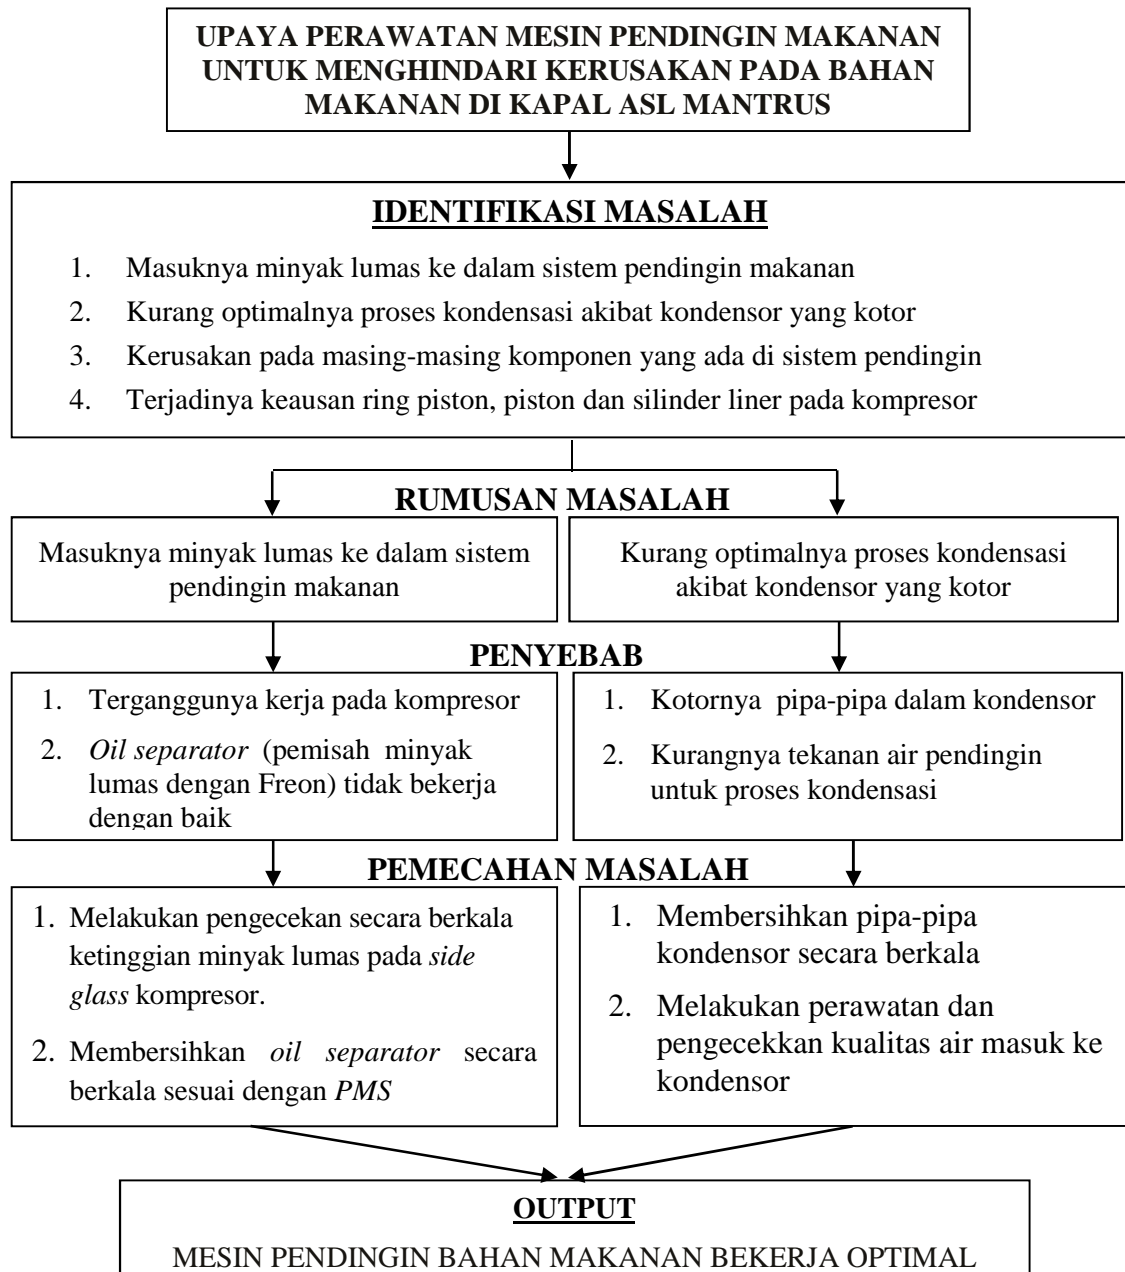 UPAYA PERAWATAN MESIN PENDINGIN MAKANAN
UNTUK MENGHINDARI KERUSAKAN PADA BAHAN
MAKANAN DI KAPAL ASL MANTRUS
IDENTIFIKASI MASALAH
1. Masuknya minyak lumas ke dalam sistem pendingin makanan
2. Kurang optimalnya proses kondensasi akibat kondensor yang kotor
3. Kerusakan pada masing-masing komponen yang ada di sistem pendingin
4. Terjadinya keausan ring piston, piston dan silinder liner pada kompresor
RUMUSAN MASALAH
Masuknya minyak lumas ke dalam sistem
pendingin makanan
Kurang optimalnya proses kondensasi
akibat kondensor yang kotor
PENYEBAB
1. Terganggunya kerja pada kompresor
2. Oil separator (pemisah minyak
lumas dengan Freon) tidak bekerja
dengan baik
1. Kotornya pipa-pipa dalam kondensor
2. Kurangnya tekanan air pendingin
untuk proses kondensasi
PEMECAHAN MASALAH
1. Melakukan pengecekan secara berkala
ketinggian minyak lumas pada side
glass kompresor.
2. Membersihkan oil separator secara
berkala sesuai dengan PMS
1. Membersihkan pipa-pipa
kondensor secara berkala
2. Melakukan perawatan dan
pengecekkan kualitas air masuk ke
kondensor
OUTPUT
MESIN PENDINGIN BAHAN MAKANAN BEKERJA OPTIMAL